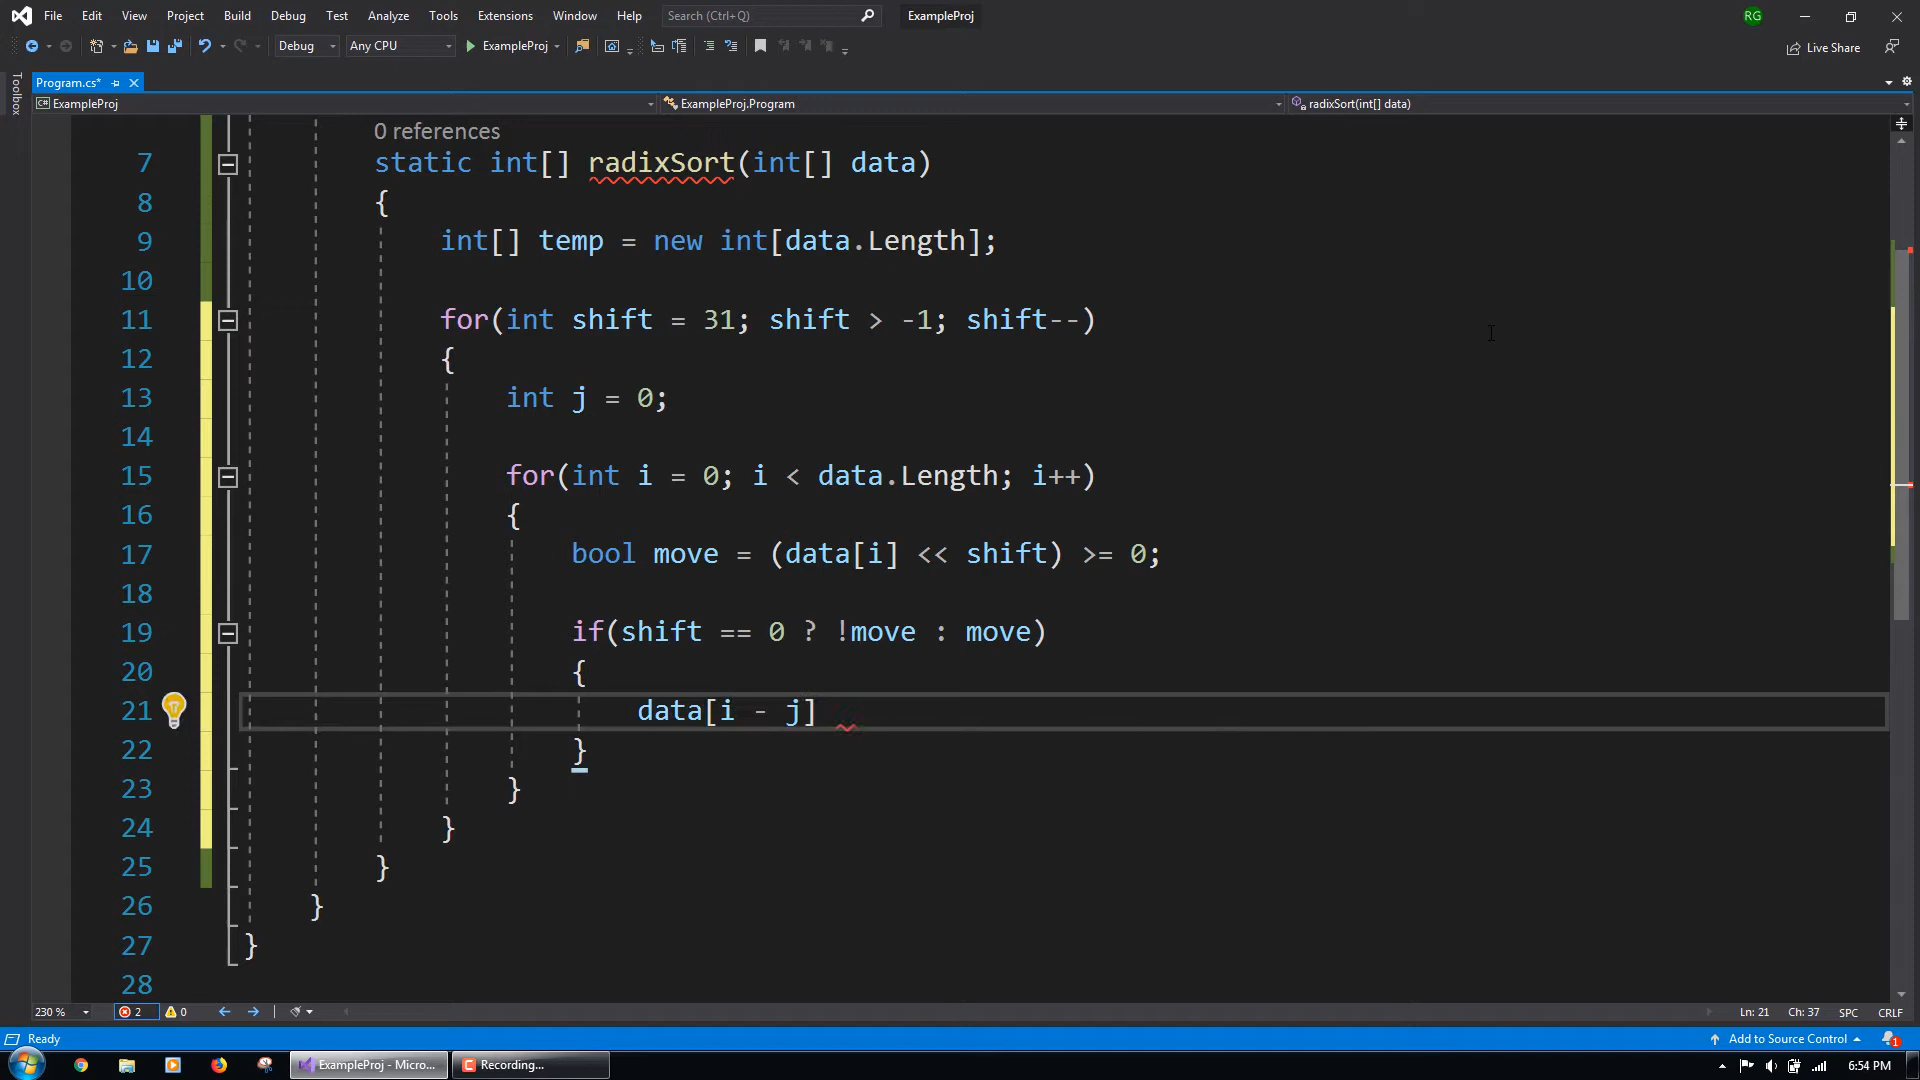 File Edit View Project Build Debug Test Analyze Tools Extensions Window Help Search (Ctrl+Q) ExampleProj RG
Debug Any CPU ExampleProj Live Share
Toolbox
Program.cs*
ExampleProj ExampleProj.Program radixSort(int[] data)
0 references
7 static int[] radixSort(int[] data)
8 {
9 int[] temp = new int[data.Length];
10
11 for(int shift = 31; shift > -1; shift--)
12 {
13 int j = 0;
14
15 for(int i = 0; i < data.Length; i++)
16 {
17 bool move = (data[i] << shift) >= 0;
18
19 if(shift == 0 ? !move : move)
20 {
21 data[i - j]
22 }
23 }
24 }
25 }
26 }
27 }
28
230 % 2 0 Ln: 21 Ch: 37 SPC CRLF
Ready Add to Source Control 1
ExampleProj - Micro... Recording... 6:54 PM